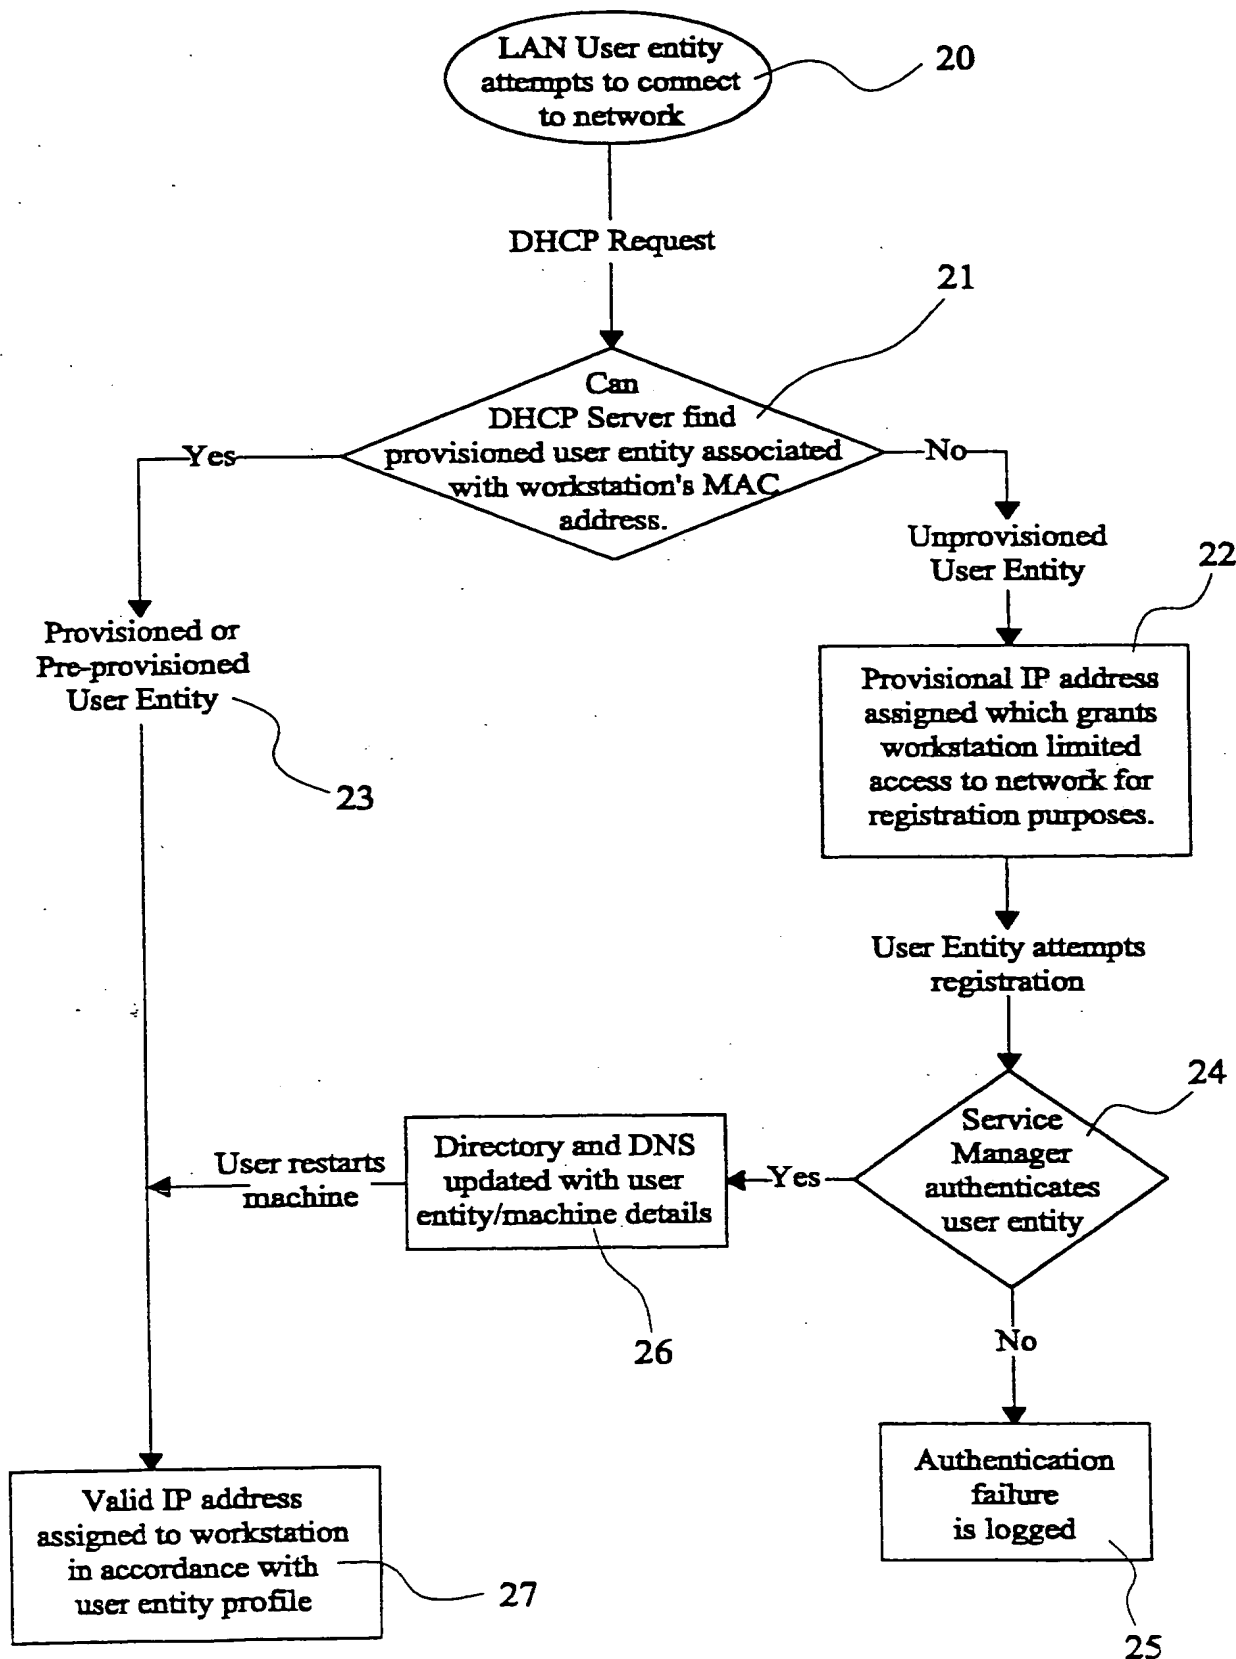 LAN User entity
attempts to connect
to network
20
DHCP Request
21
Can
DHCP Server find
provisioned user entity associated
with workstation's MAC
address.
Yes
No
Unprovisioned
User Entity
22
Provisioned or
Pre-provisioned
User Entity
23
Provisional IP address
assigned which grants
workstation limited
access to network for
registration purposes.
User Entity attempts
registration
24
Service
Manager
authenticates
user entity
Yes
Directory and DNS
updated with user
entity/machine details
26
User restarts
machine
No
Authentication
failure
is logged
25
Valid IP address
assigned to workstation
in accordance with
user entity profile
27